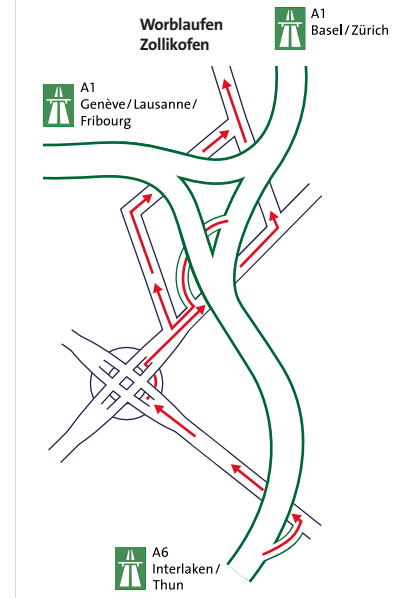 Worblaufen
Zollikofen
A1
Basel/Zürich
A1
Genève/Lausanne/
Fribourg
A6
Interlaken/
Thun